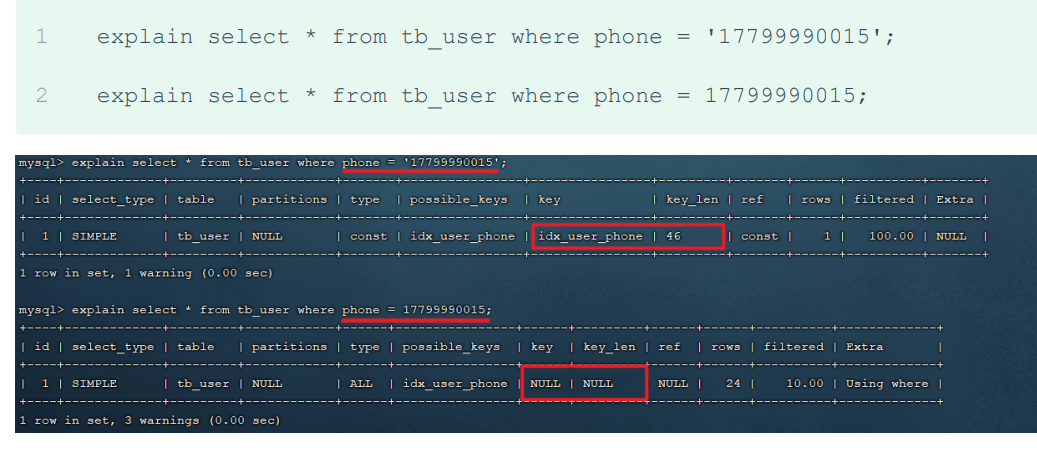 1 explain select * from tb_user where phone = '17799990015';
2 explain select * from tb_user where phone = 17799990015;
mysql> explain select * from tb_user where phone = '17799990015';
+----+-------------+---------+------------+-------+----------------+----------------+---------+-------+------+----------+-------+
| id | select_type | table   | partitions | type  | possible_keys  | key            | key_len | ref   | rows | filtered | Extra |
+----+-------------+---------+------------+-------+----------------+----------------+---------+-------+------+----------+-------+
|  1 | SIMPLE      | tb_user | NULL       | const | idx_user_phone | idx_user_phone | 46      | const |    1 |   100.00 | NULL  |
+----+-------------+---------+------------+-------+----------------+----------------+---------+-------+------+----------+-------+
1 row in set, 1 warning (0.00 sec)
mysql> explain select * from tb_user where phone = 17799990015;
+----+-------------+---------+------------+------+----------------+------+---------+------+------+----------+-------------+
| id | select_type | table   | partitions | type | possible_keys  | key  | key_len | ref  | rows | filtered | Extra       |
+----+-------------+---------+------------+------+----------------+------+---------+------+------+----------+-------------+
|  1 | SIMPLE      | tb_user | NULL       | ALL  | idx_user_phone | NULL | NULL    | NULL |   24 |    10.00 | Using where |
+----+-------------+---------+------------+------+----------------+------+---------+------+------+----------+-------------+
1 row in set, 3 warnings (0.00 sec)